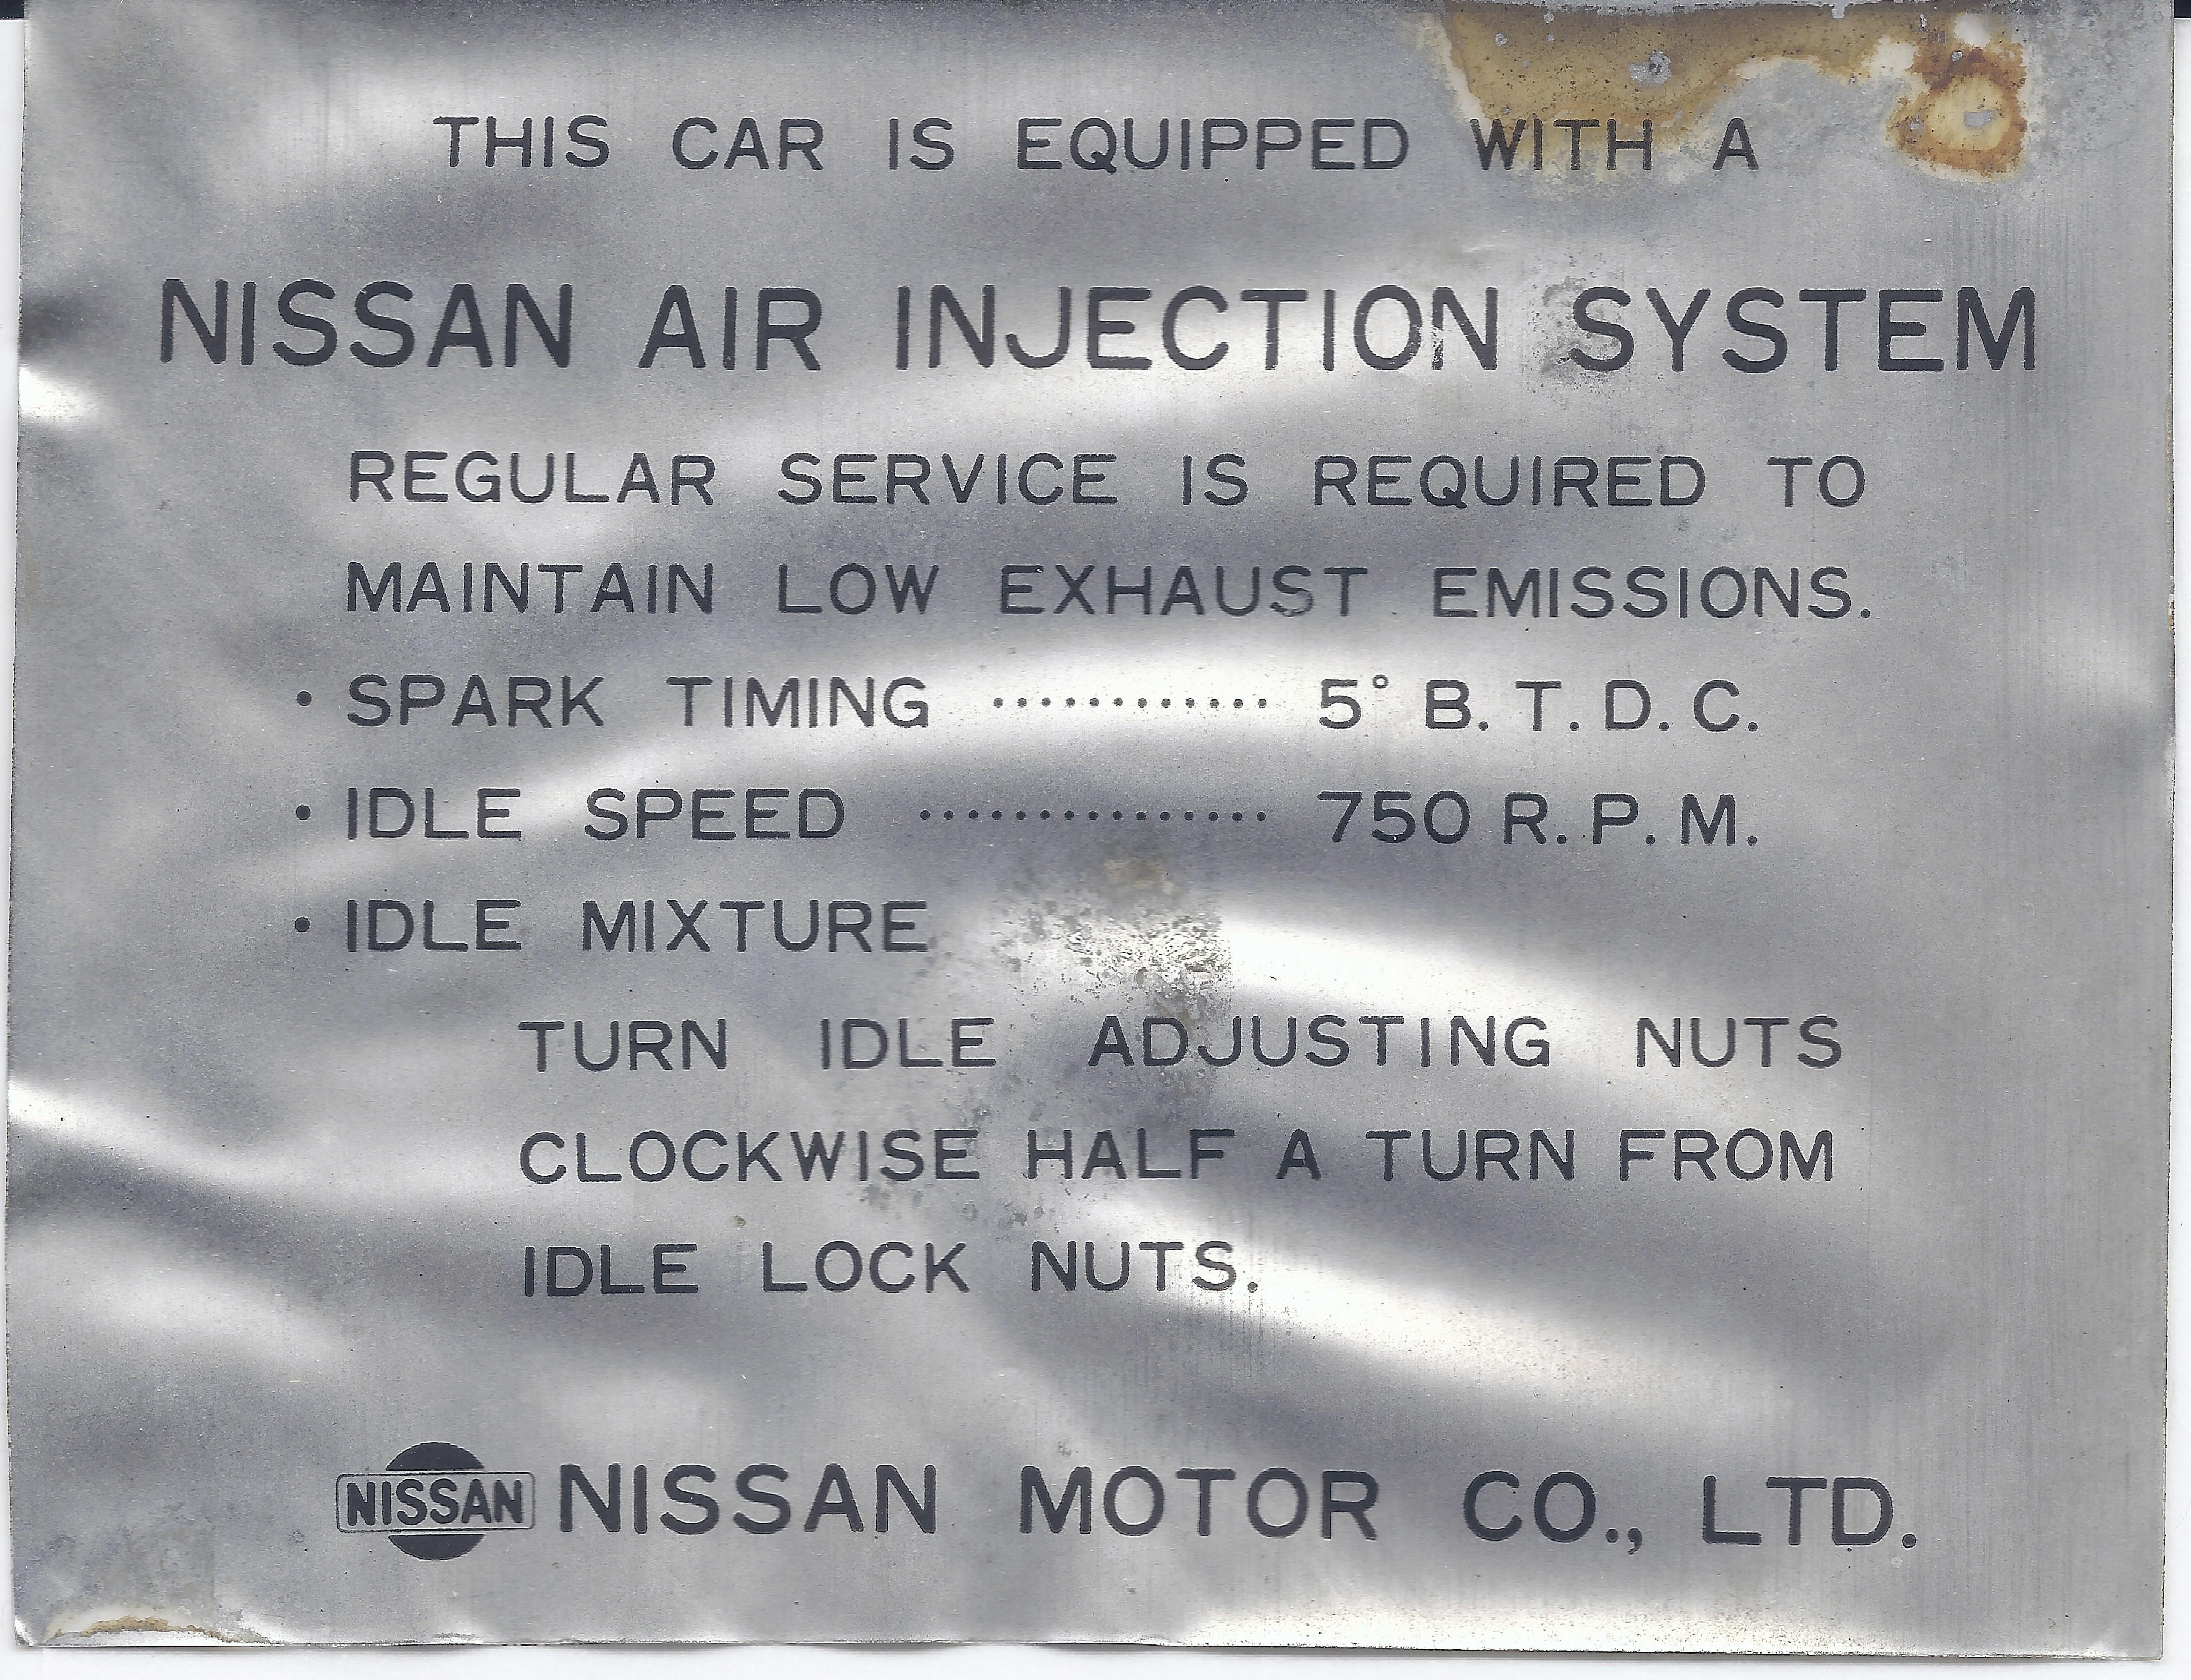 THIS CAR IS EQUIPPED WITH A
NISSAN AIR INJECTION SYSTEM
REGULAR SERVICE IS REQUIRED TO
MAINTAIN LOW EXHAUST EMISSIONS.
• SPARK TIMING ············ 5° B. T. D. C.
• IDLE SPEED ··············· 750 R. P. M.
• IDLE MIXTURE
TURN IDLE ADJUSTING NUTS
CLOCKWISE HALF A TURN FROM
IDLE LOCK NUTS.
NISSAN NISSAN MOTOR CO., LTD.